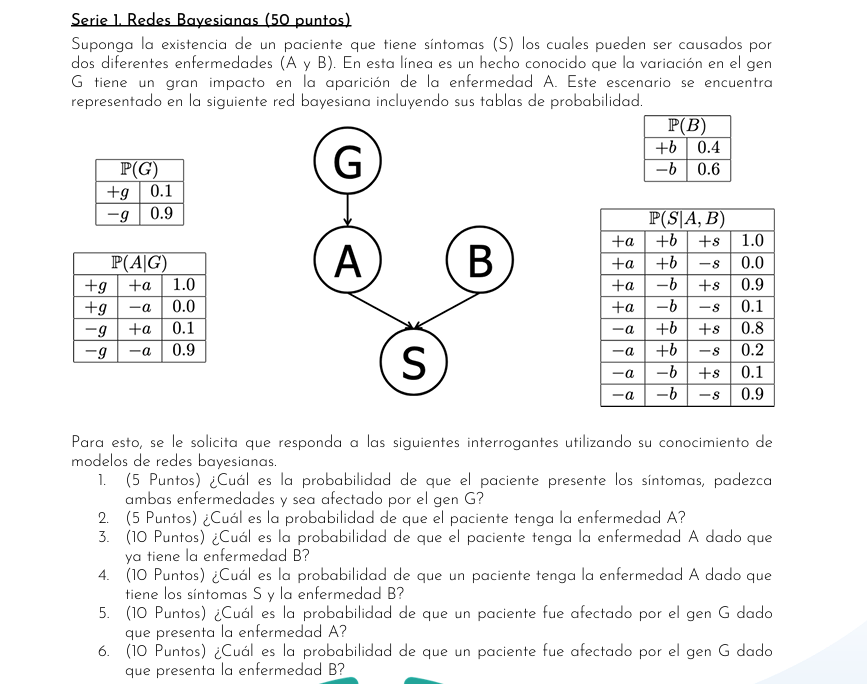 Serie 1. Redes Bayesianas (50 puntos)
Suponga la existencia de un paciente que tiene síntomas (S) los cuales pueden ser causados por
dos diferentes enfermedades (A y B). En esta línea es un hecho conocido que la variación en el gen
G tiene un gran impacto en la aparición de la enfermedad A. Este escenario se encuentra
representado en la siguiente red bayesiana incluyendo sus tablas de probabilidad.
ℙ(B)
+b 0.4
−b 0.6
ℙ(G)
+g 0.1
−g 0.9
G
ℙ(A|G)
+g +a 1.0
+g −a 0.0
−g +a 0.1
−g −a 0.9
A
B
S
ℙ(S|A, B)
+a +b +s 1.0
+a +b −s 0.0
+a −b +s 0.9
+a −b −s 0.1
−a +b +s 0.8
−a +b −s 0.2
−a −b +s 0.1
−a −b −s 0.9
Para esto, se le solicita que responda a las siguientes interrogantes utilizando su conocimiento de
modelos de redes bayesianas.
1. (5 Puntos) ¿Cuál es la probabilidad de que el paciente presente los síntomas, padezca
ambas enfermedades y sea afectado por el gen G?
2. (5 Puntos) ¿Cuál es la probabilidad de que el paciente tenga la enfermedad A?
3. (10 Puntos) ¿Cuál es la probabilidad de que el paciente tenga la enfermedad A dado que
ya tiene la enfermedad B?
4. (10 Puntos) ¿Cuál es la probabilidad de que un paciente tenga la enfermedad A dado que
tiene los síntomas S y la enfermedad B?
5. (10 Puntos) ¿Cuál es la probabilidad de que un paciente fue afectado por el gen G dado
que presenta la enfermedad A?
6. (10 Puntos) ¿Cuál es la probabilidad de que un paciente fue afectado por el gen G dado
que presenta la enfermedad B?